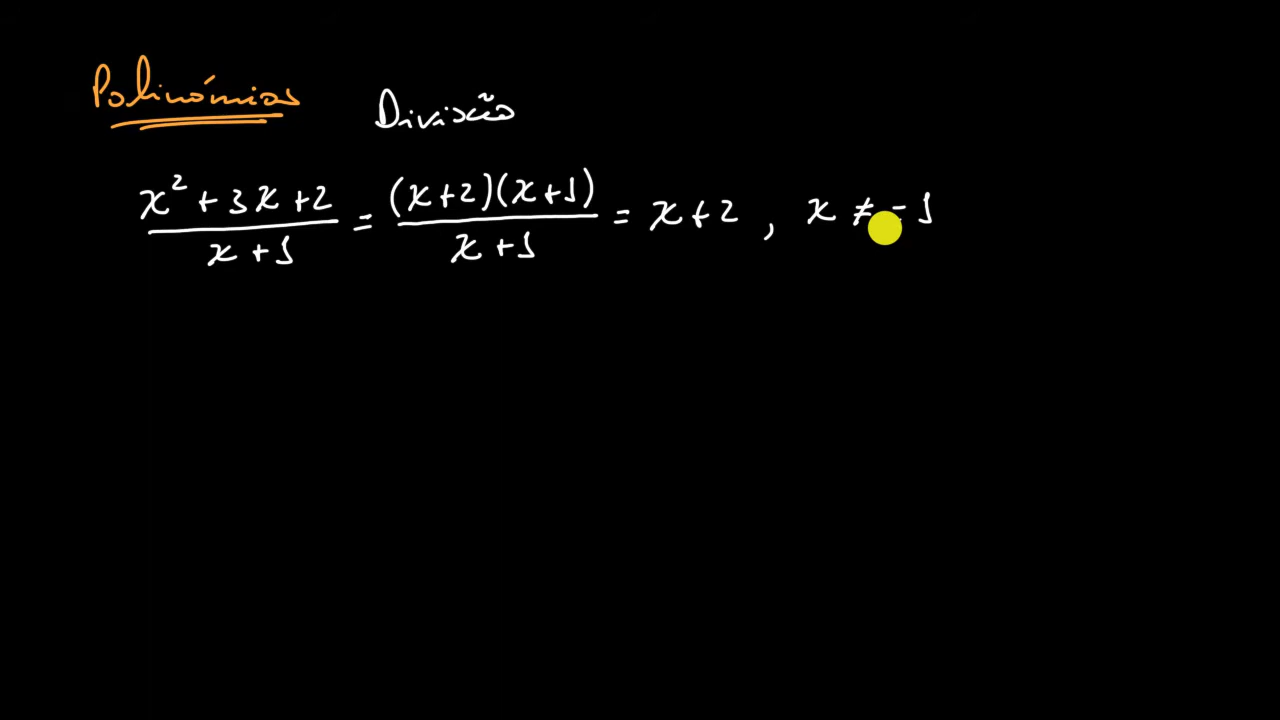 Polinómios Divisão
x² + 3x + 2 / x + 1 = (x+2)(x+1) / x + 1 = x + 2 , x ≠ -1